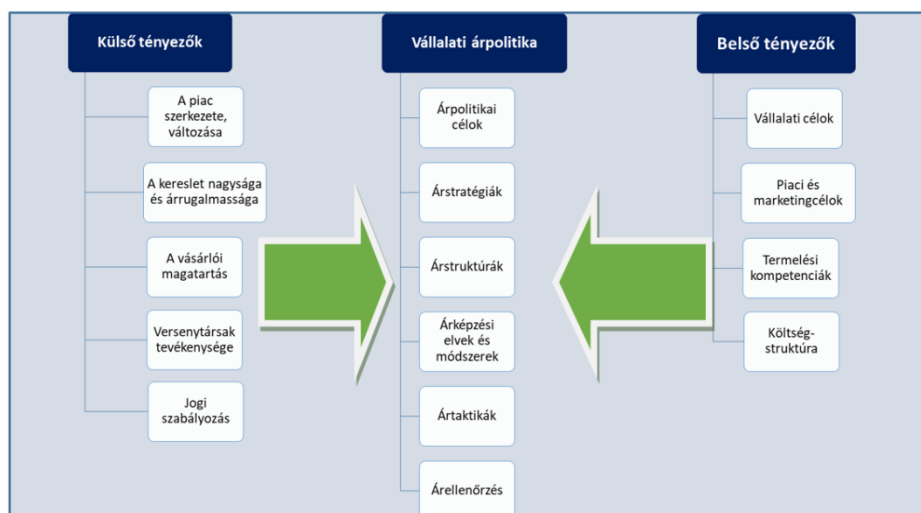 Külső tényezők
A piac
szerkezete,
változása
A kereslet nagysága
és árrugalmassága
A vásárlói
magatartás
Versenytársak
tevékenysége
Jogi
szabályozás
Vállalati árpolitika
Árpolitikai
célok
Árstratégiák
Árstruktúrák
Árképzési
elvek és
módszerek
Ártaktikák
Árellenőrzés
Belső tényezők
Vállalati célok
Piaci és
marketingcélok
Termelési
kompetenciák
Költség-
struktúra